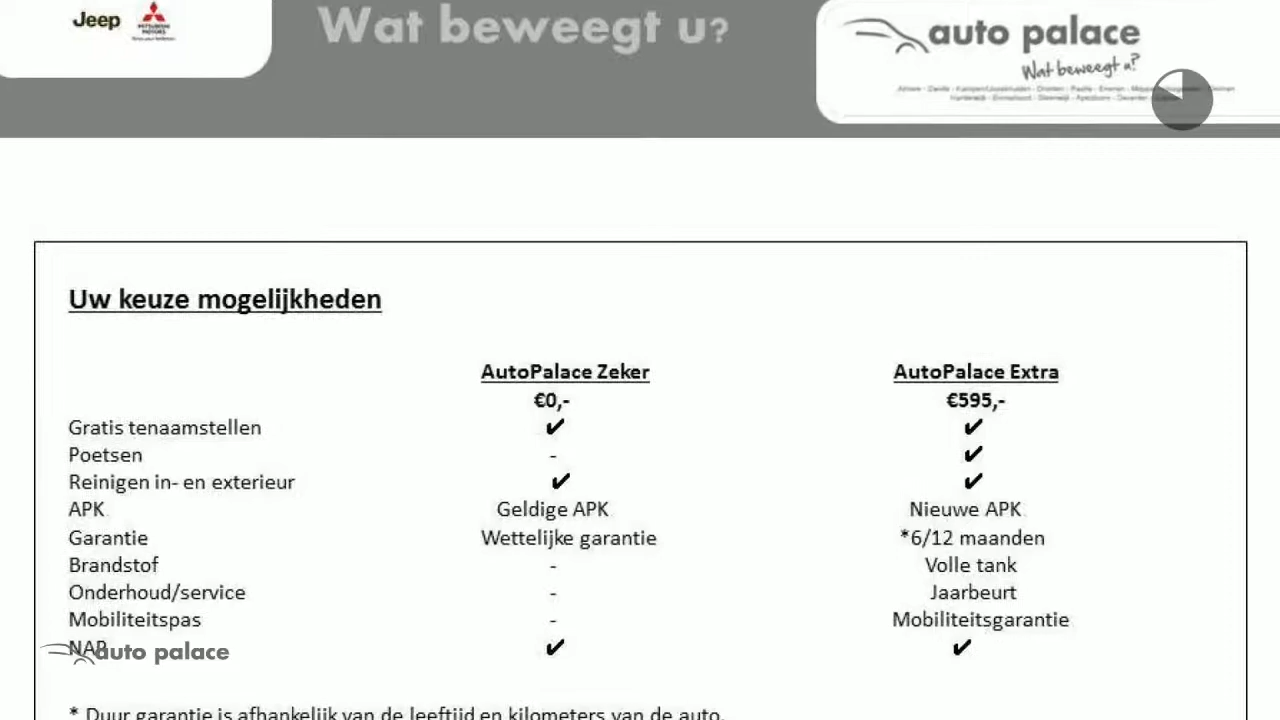 Jeep
MITSUBISHI
MOTORS
Wat beweegt u?
auto palace
Wat beweegt u?
Uw keuze mogelijkheden
AutoPalace Zeker AutoPalace Extra
€0,- €595,-
Gratis tenaamstellen ✔ ✔
Poetsen - ✔
Reinigen in- en exterieur ✔ ✔
APK Geldige APK Nieuwe APK
Garantie Wettelijke garantie *6/12 maanden
Brandstof - Volle tank
Onderhoud/service - Jaarbeurt
Mobiliteitspas - Mobiliteitsgarantie
NAP ✔ ✔
auto palace
* Duur garantie is afhankelijk van de leeftijd en kilometers van de auto.